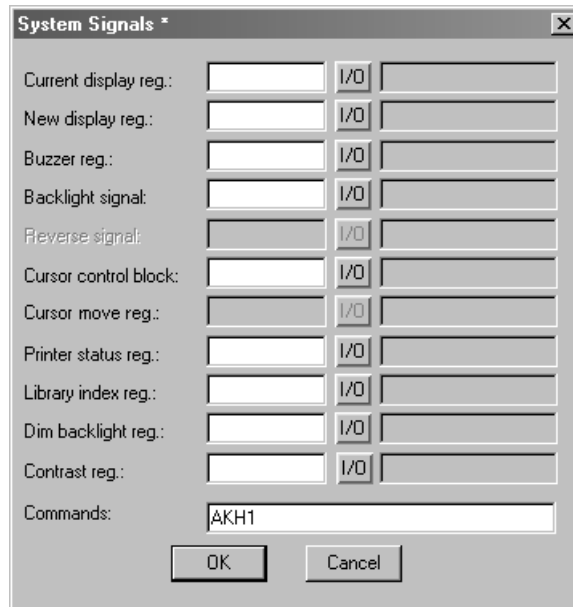 System Signals *
Current display reg.: I/O
New display reg.: I/O
Buzzer reg.: I/O
Backlight signal: I/O
Reverse signal: I/O
Cursor control block: I/O
Cursor move reg.: I/O
Printer status reg.: I/O
Library index reg.: I/O
Dim backlight reg.: I/O
Contrast reg.: I/O
Commands: AKH1
OK Cancel